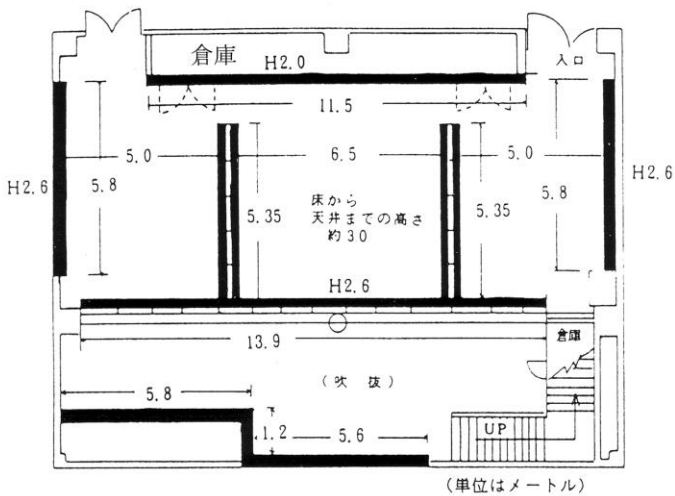 倉庫
H2.0
入口
11.5
5.0
6.5
5.0
H2.6
5.8
5.8
H2.6
5.35
床から
天井までの高さ
約30
5.35
H2.6
13.9
倉庫
5.8
(吹 抜)
1.2
5.6
UP
(単位はメートル)